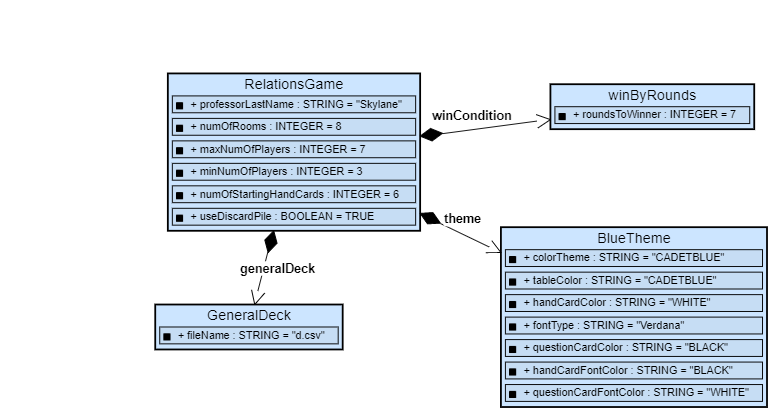 RelationsGame
+ professorLastName : STRING = "Skylane"
+ numOfRooms : INTEGER = 8
+ maxNumOfPlayers : INTEGER = 7
+ minNumOfPlayers : INTEGER = 3
+ numOfStartingHandCards : INTEGER = 6
+ useDiscardPile : BOOLEAN = TRUE
winCondition
winByRounds
+ roundsToWinner : INTEGER = 7
theme
BlueTheme
+ colorTheme : STRING = "CADETBLUE"
+ tableColor : STRING = "CADETBLUE"
+ handCardColor : STRING = "WHITE"
+ fontType : STRING = "Verdana"
+ questionCardColor : STRING = "BLACK"
+ handCardFontColor : STRING = "BLACK"
+ questionCardFontColor : STRING = "WHITE"
generalDeck
GeneralDeck
+ fileName : STRING = "d.csv"